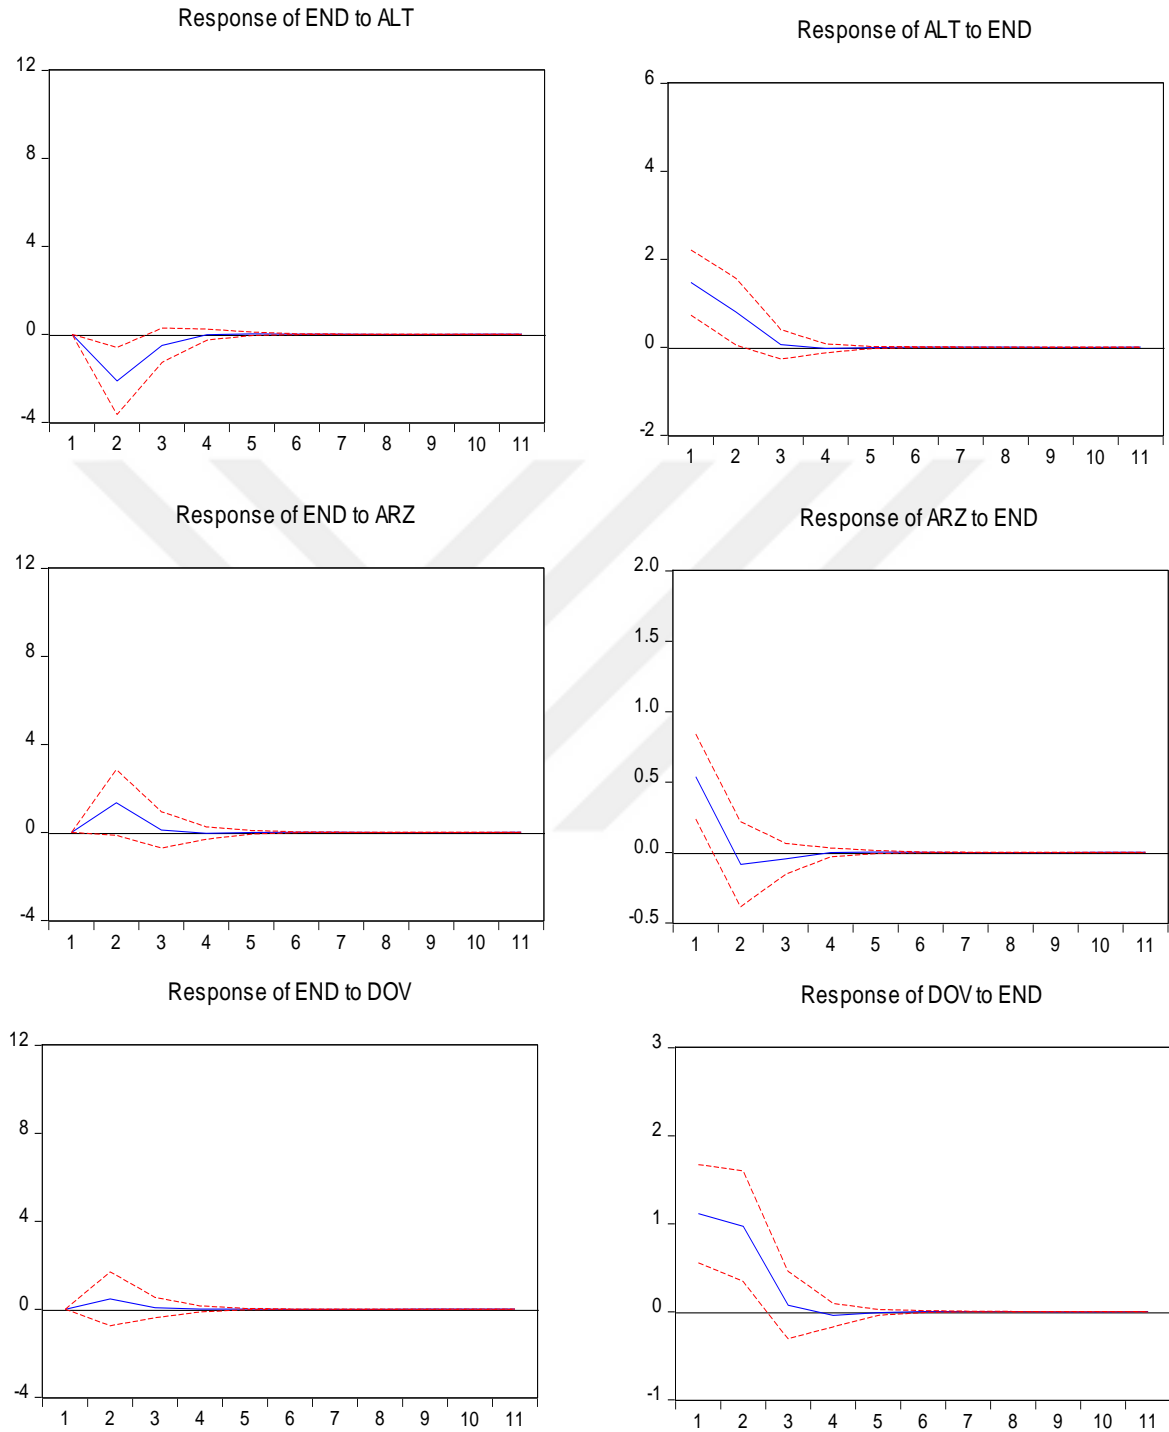 Response of END to ALT
12
8
4
0
-4
1 2 3 4 5 6 7 8 9 10 11
Response of ALT to END
6
4
2
0
-2
1 2 3 4 5 6 7 8 9 10 11
Response of END to ARZ
12
8
4
0
-4
1 2 3 4 5 6 7 8 9 10 11
Response of ARZ to END
2.0
1.5
1.0
0.5
0.0
-0.5
1 2 3 4 5 6 7 8 9 10 11
Response of END to DOV
12
8
4
0
-4
1 2 3 4 5 6 7 8 9 10 11
Response of DOV to END
3
2
1
0
-1
1 2 3 4 5 6 7 8 9 10 11